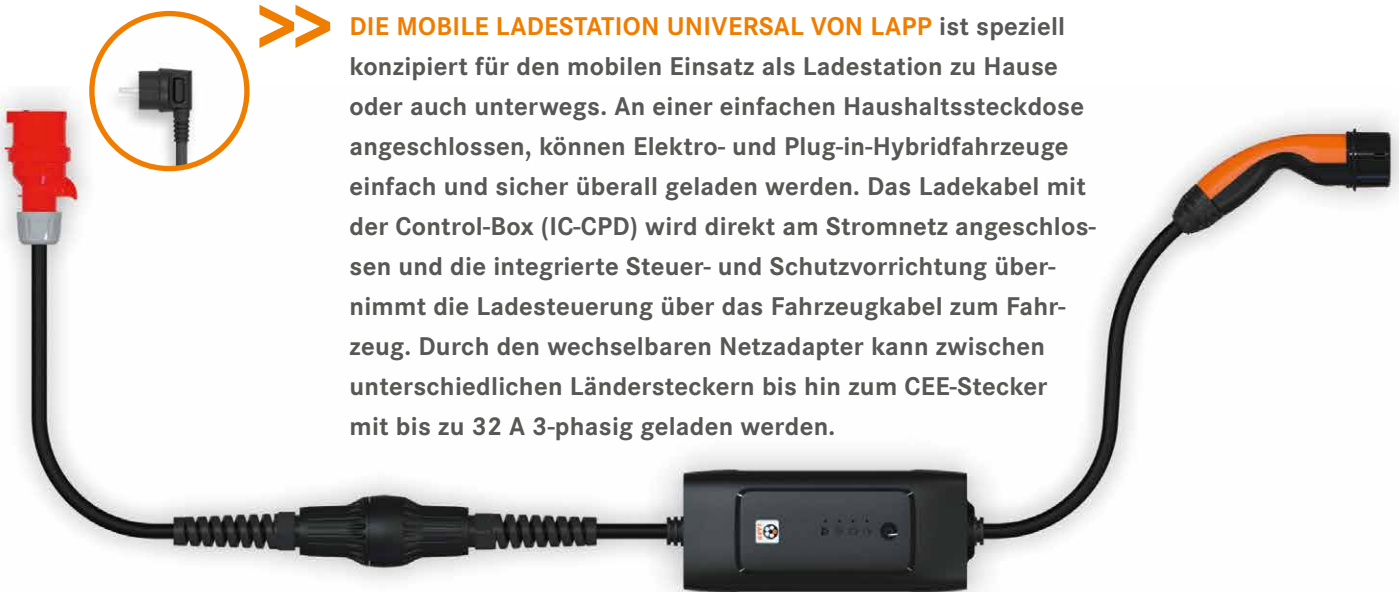 DIE MOBILE LADESTATION UNIVERSAL VON LAPP ist speziell
konzipiert für den mobilen Einsatz als Ladestation zu Hause
oder auch unterwegs. An einer einfachen Haushaltssteckdose
angeschlossen, können Elektro- und Plug-in-Hybridfahrzeuge
einfach und sicher überall geladen werden. Das Ladekabel mit
der Control-Box (IC-CPD) wird direkt am Stromnetz angeschlos-
sen und die integrierte Steuer- und Schutzvorrichtung über-
nimmt die Ladesteuerung über das Fahrzeugkabel zum Fahr-
zeug. Durch den wechselbaren Netzadapter kann zwischen
unterschiedlichen Ländersteckern bis hin zum CEE-Stecker
mit bis zu 32 A 3-phasig geladen werden.
LAPP